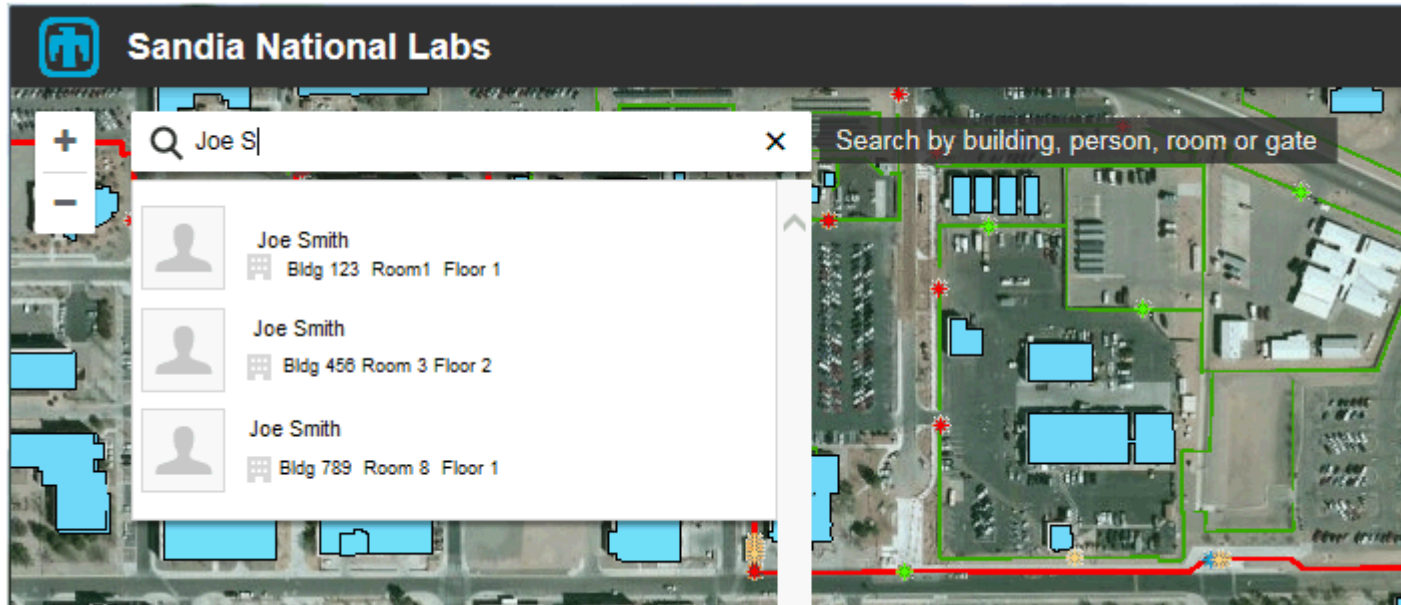 Sandia National Labs
+
Joe S
×
Search by building, person, room or gate
−
Joe Smith
Bldg 123 Room1 Floor 1
Joe Smith
Bldg 456 Room 3 Floor 2
Joe Smith
Bldg 789 Room 8 Floor 1